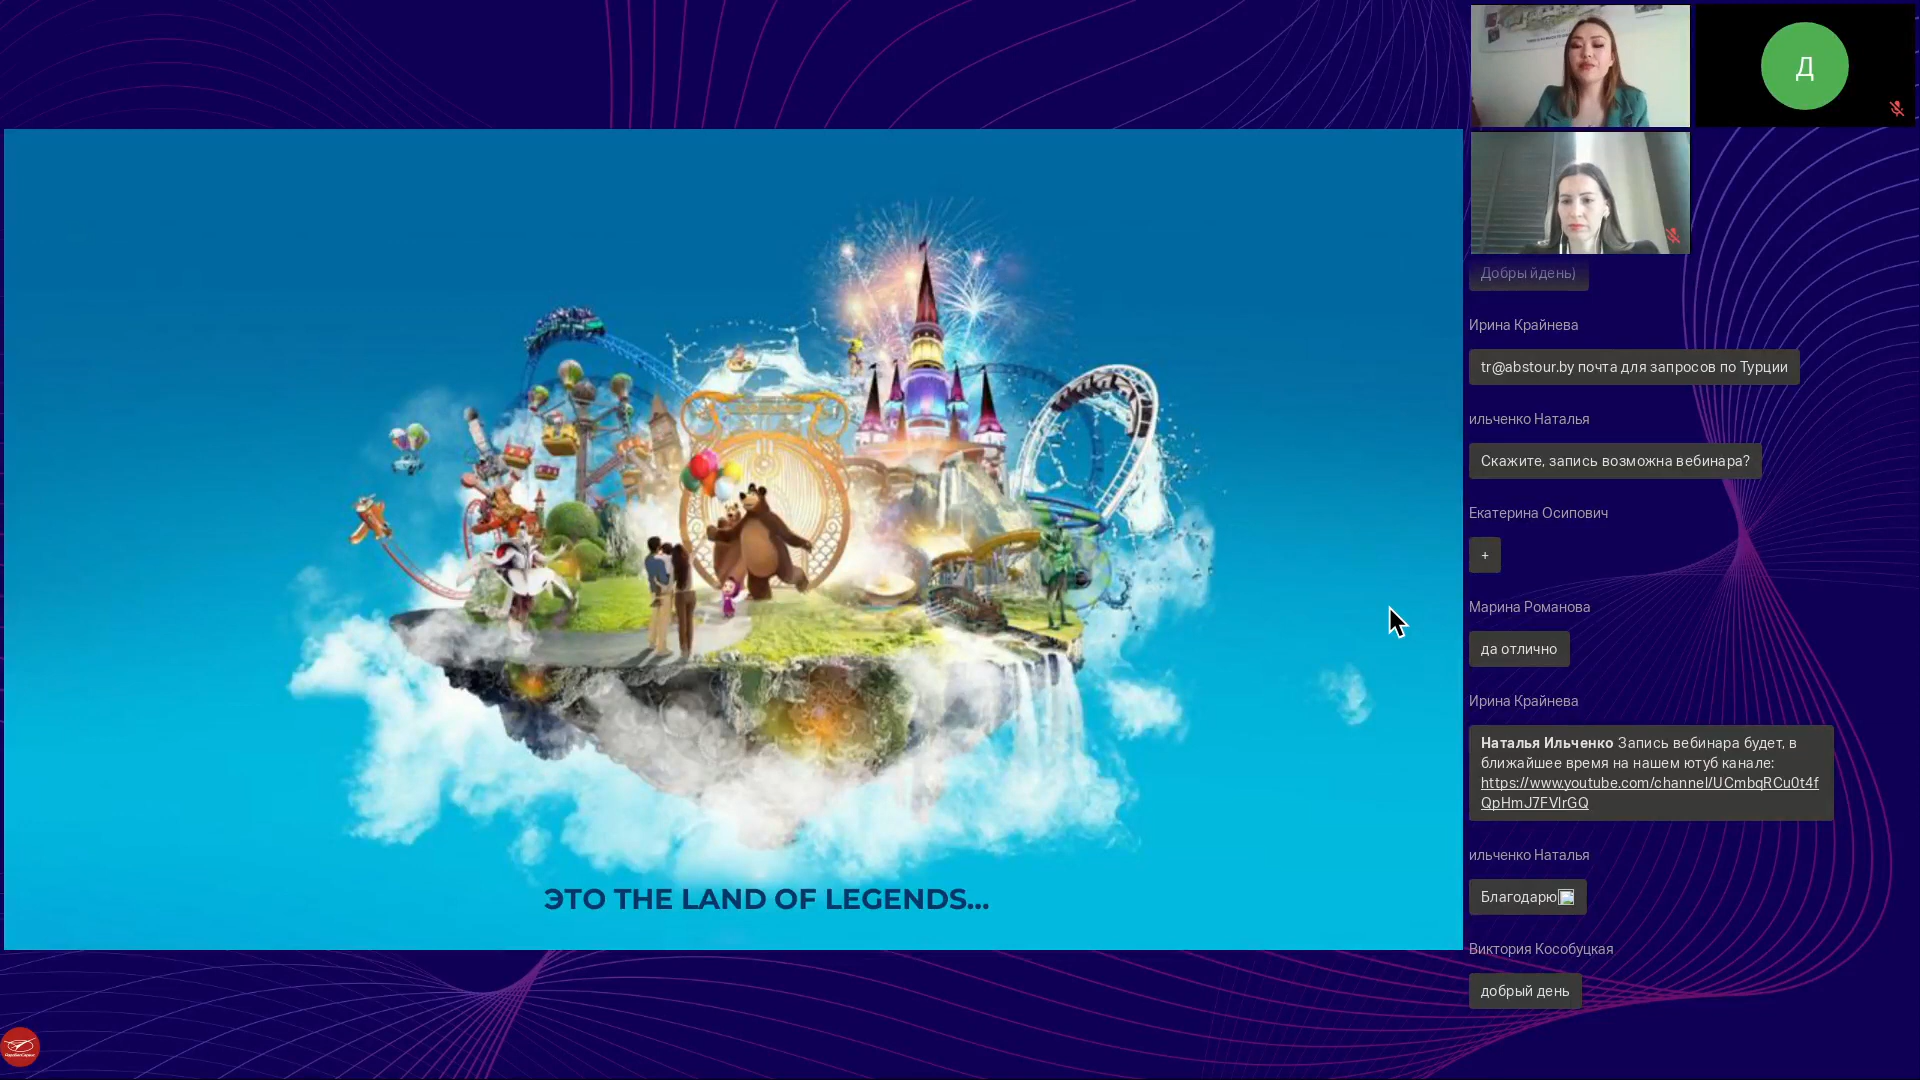 ЭТО THE LAND OF LEGENDS...
Д
Добры йдень)
Ирина Крайнева
tr@abstour.by почта для запросов по Турции
ильченко Наталья
Скажите, запись возможна вебинара?
Екатерина Осипович
+
Марина Романова
да отлично
Ирина Крайнева
Наталья Ильченко Запись вебинара будет, в
ближайшее время на нашем ютуб канале:
https://www.youtube.com/channel/UCmbqRCu0t4f
QpHmJ7FVlrGQ
ильченко Наталья
Благодарю
Виктория Кособуцкая
добрый день